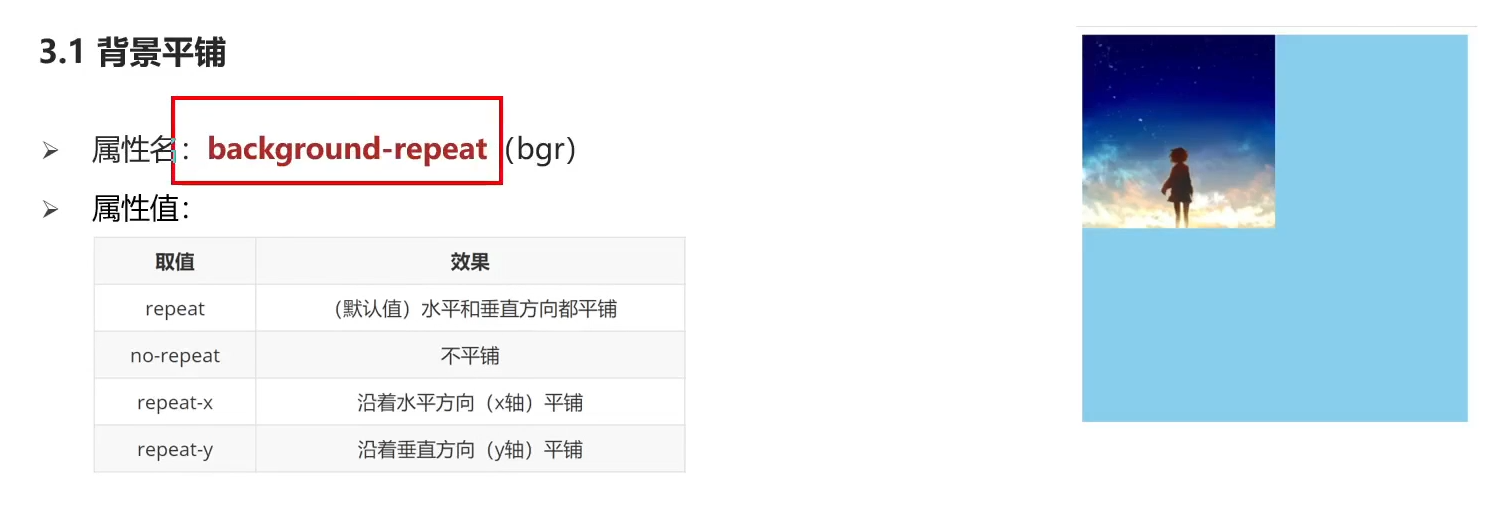 3.1 背景平铺
属性名：background-repeat（bgr）
属性值：
取值 效果
repeat （默认值）水平和垂直方向都平铺
no-repeat 不平铺
repeat-x 沿着水平方向（x轴）平铺
repeat-y 沿着垂直方向（y轴）平铺